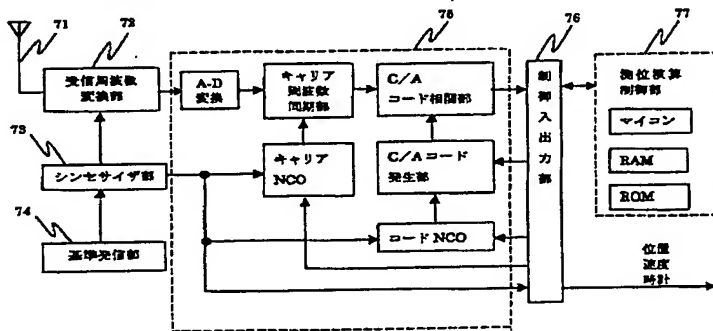 71
72
受信周波数
変換部
73
シンセサイザ部
74
基準発信部
75
A-D
変換
キャリア
周波数
同期部
C/A
コード相関部
キャリア
NCO
C/Aコード
発生部
コードNCO
76
制御入出力部
77
測位演算
制御部
マイコン
RAM
ROM
位置
速度
時計